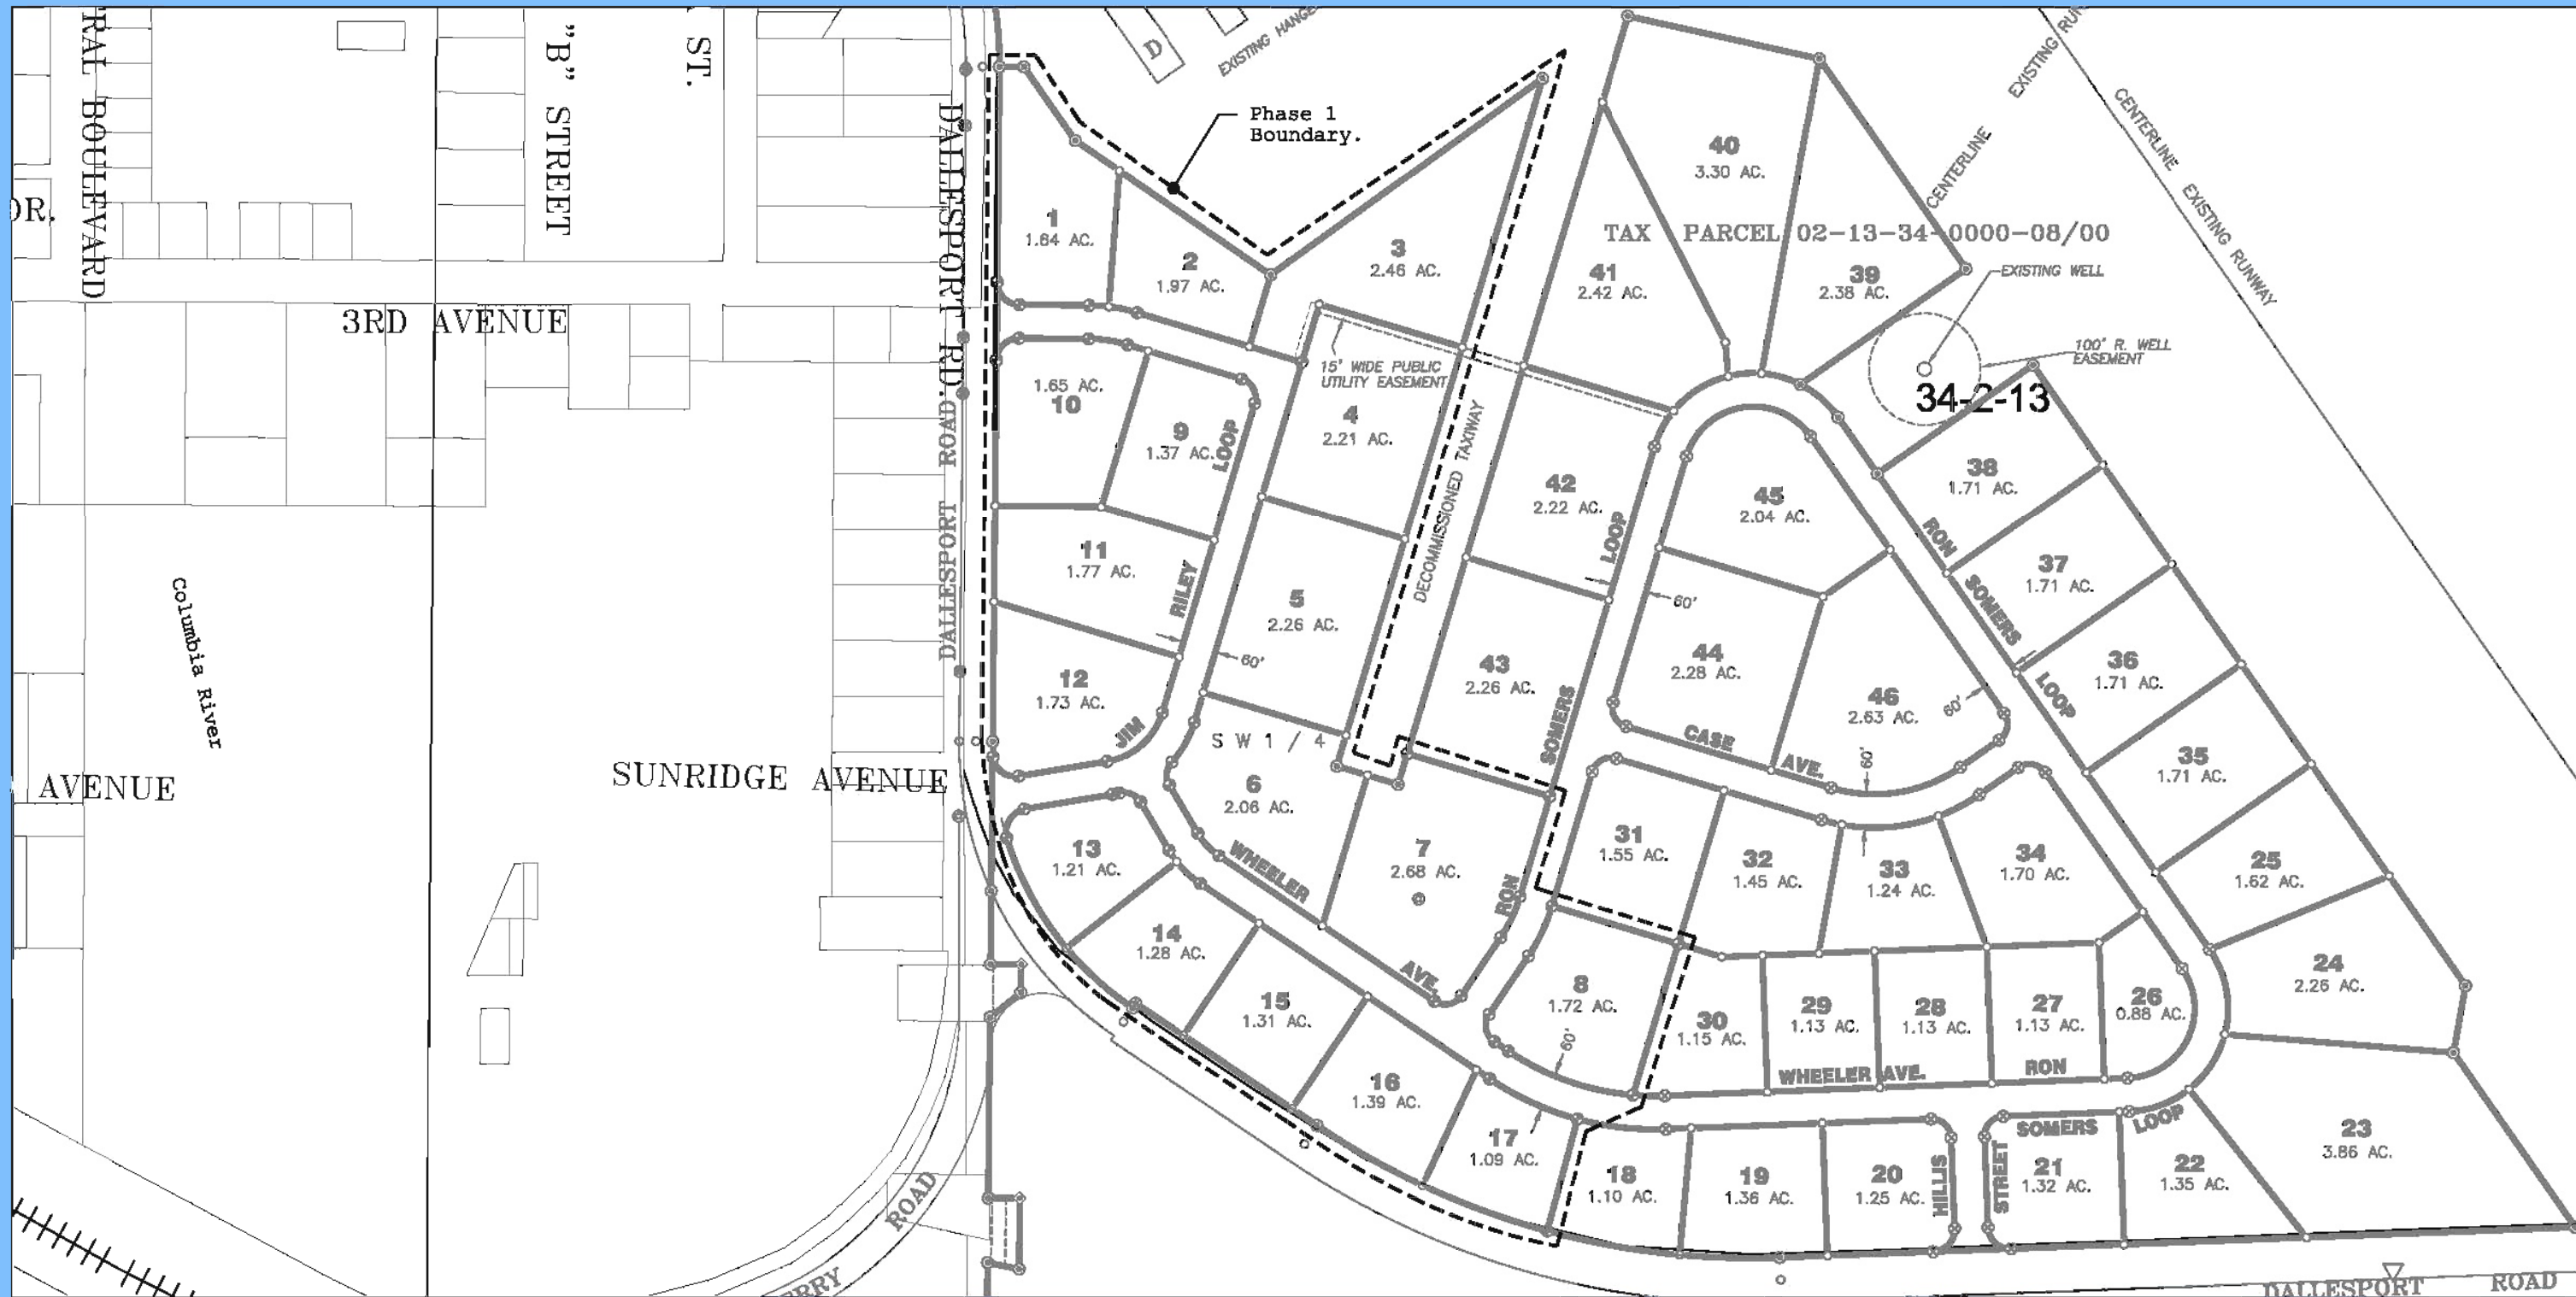 RAL BOULEVARD
"B" STREET
ST.
DR.
3RD AVENUE
DALLESPORT RD.
DALLESPORT ROAD
Columbia River
AVENUE
SUNRIDGE AVENUE
ROAD
ERRY
D
EXISTING HANGE
Phase 1
Boundary.
1
1.84 AC.
2
1.97 AC.
3
2.46 AC.
15' WIDE PUBLIC
UTILITY EASEMENT
1.65 AC.
10
9
1.37 AC.
LOOP
4
2.21 AC.
DECOMMISSIONED TAXIWAY
11
1.77 AC.
RILEY
5
2.26 AC.
60'
12
1.73 AC.
JIM
SW 1/4
6
2.06 AC.
7
2.68 AC.
WHEELER
AVE.
RON
13
1.21 AC.
14
1.28 AC.
15
1.31 AC.
16
1.39 AC.
17
1.09 AC.
8
1.72 AC.
60'
40
3.30 AC.
TAX PARCEL 02-13-34-0000-08/00
41
2.42 AC.
39
2.38 AC.
EXISTING RUN
CENTERLINE
CENTERLINE EXISTING RUNWAY
EXISTING WELL
100' R. WELL
EASEMENT
34-2-13
42
2.22 AC.
LOOP
45
2.04 AC.
38
1.71 AC.
RON
SOMERS
LOOP
37
1.71 AC.
60'
43
2.26 AC.
SOMERS
44
2.28 AC.
46
2.63 AC.
60'
36
1.71 AC.
CASE
AVE.
60'
35
1.71 AC.
31
1.55 AC.
32
1.45 AC.
33
1.24 AC.
34
1.70 AC.
25
1.62 AC.
24
2.26 AC.
30
1.15 AC.
29
1.13 AC.
28
1.13 AC.
27
1.13 AC.
26
0.88 AC.
WHEELER AVE.
RON
SOMERS
LOOP
18
1.10 AC.
19
1.36 AC.
20
1.25 AC.
HILLIS
STREET
21
1.32 AC.
22
1.35 AC.
23
3.86 AC.
DALLESPORT ROAD